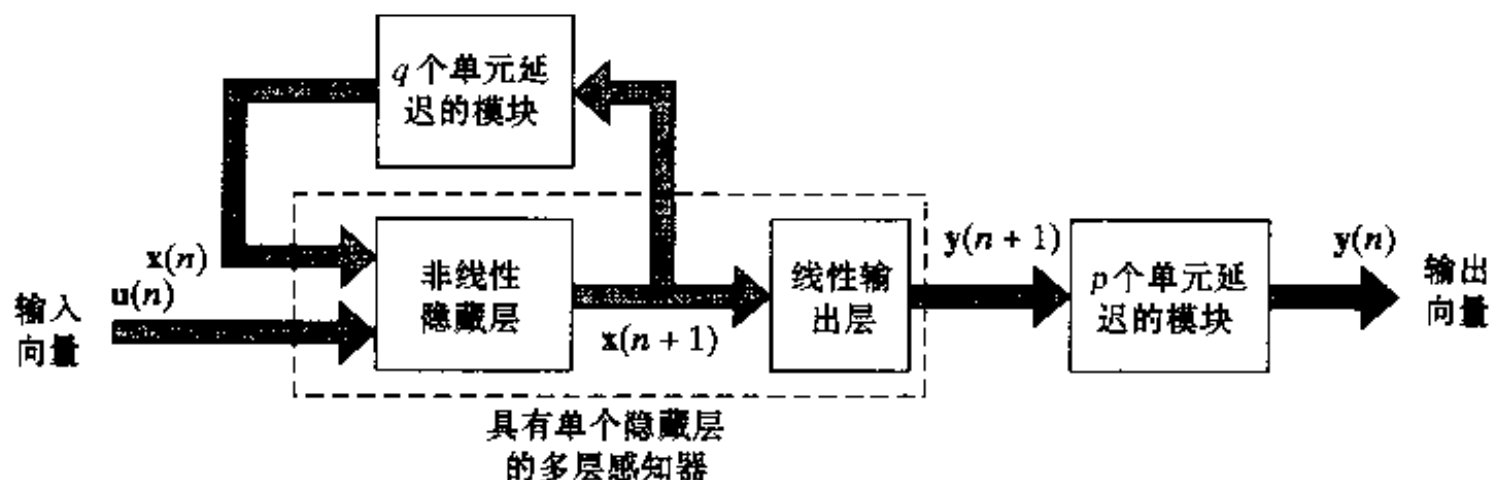 q个单元延
迟的模块
x(n)
u(n)
输入
向量
非线性
隐藏层
x(n + 1)
线性输
出层
y(n + 1)
p个单元延
迟的模块
y(n)
输出
向量
具有单个隐藏层
的多层感知器